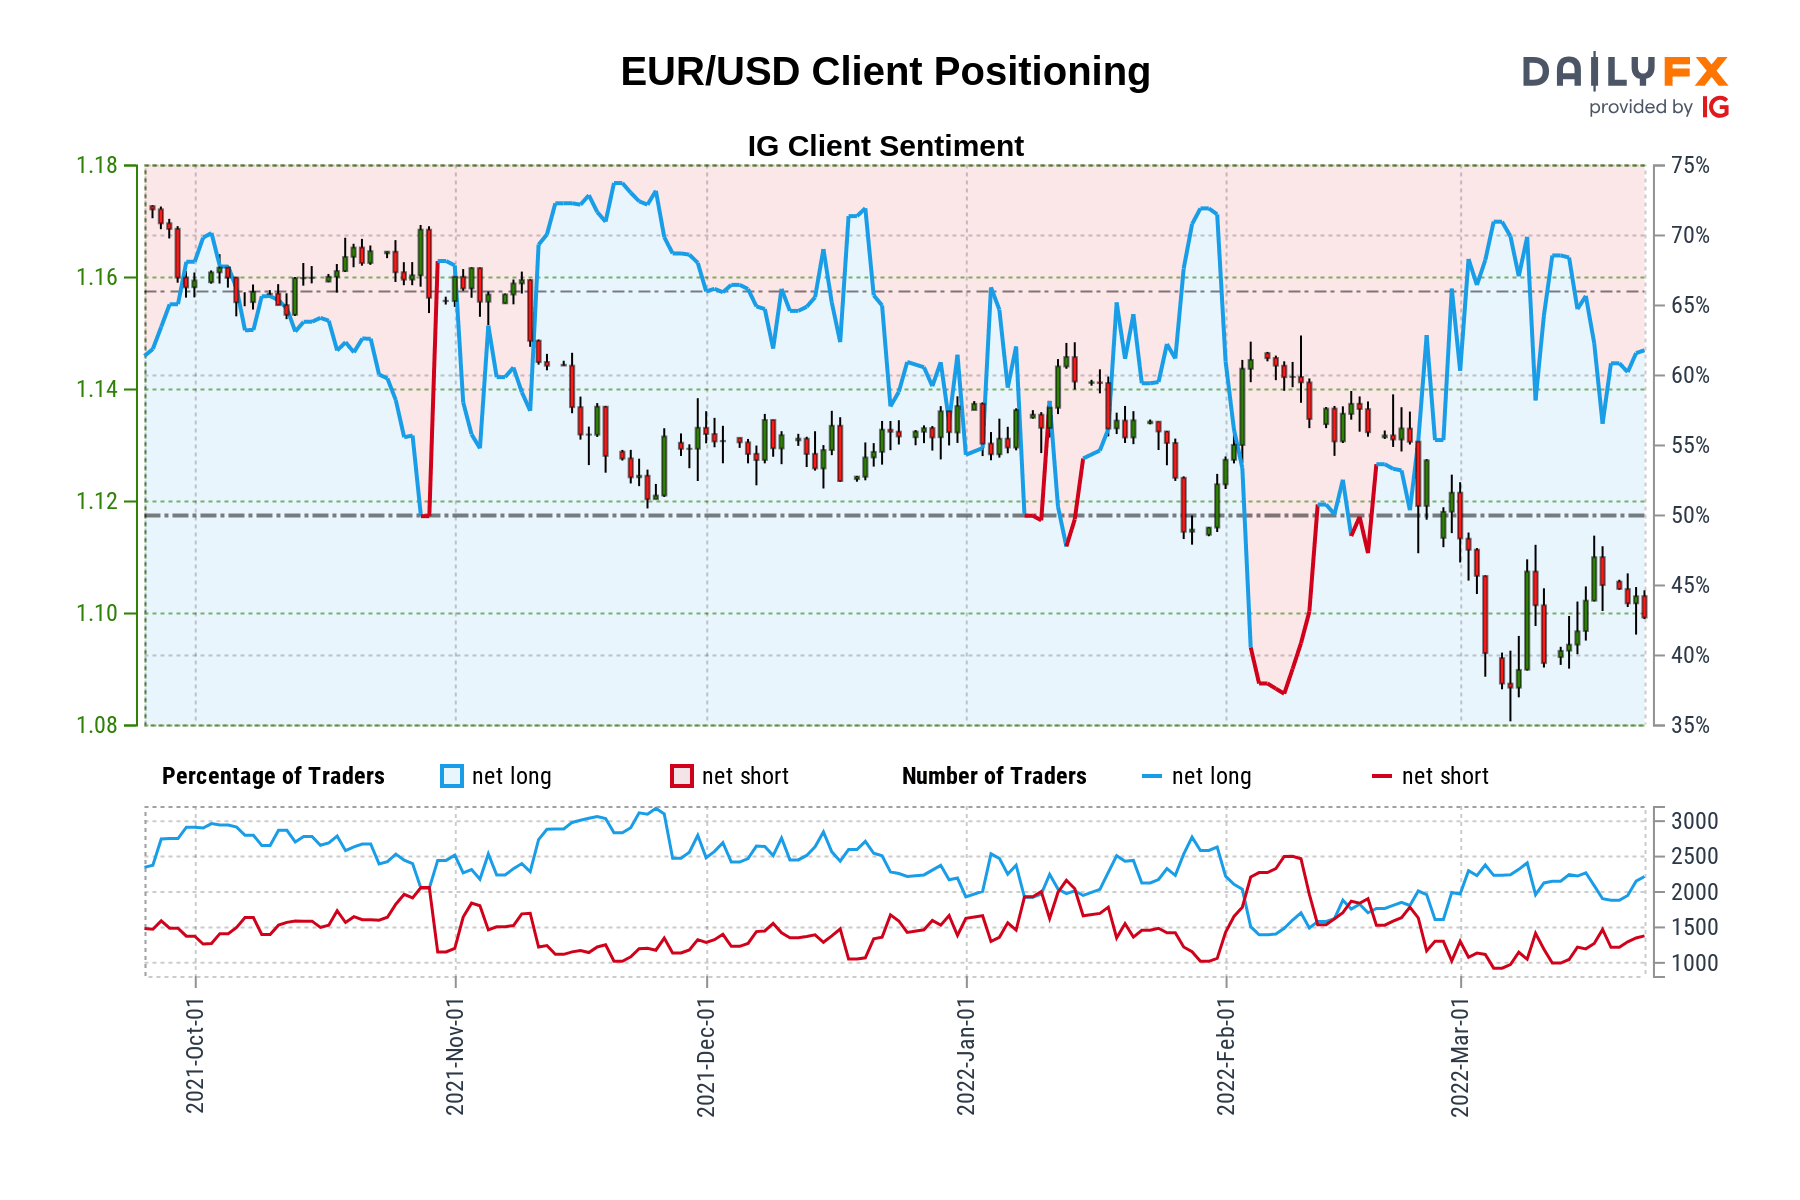 EUR/USD Client Positioning
DAILYFX
provided by IG
IG Client Sentiment
1.18
1.16
1.14
1.12
1.10
1.08
75%
70%
65%
60%
55%
50%
45%
40%
35%
Percentage of Traders net long net short Number of Traders net long net short
3000
2500
2000
1500
1000
2021-Oct-01
2021-Nov-01
2021-Dec-01
2022-Jan-01
2022-Feb-01
2022-Mar-01